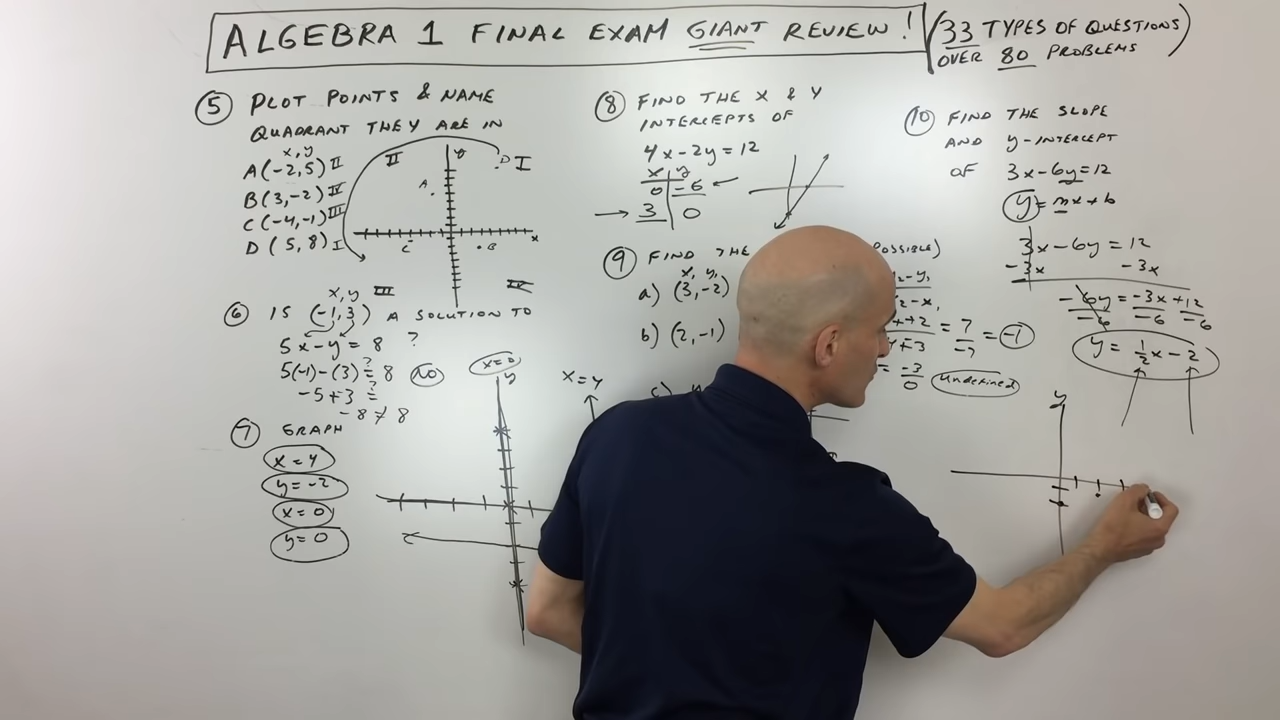 ALGEBRA 1 FINAL EXAM GIANT REVIEW!
(33 TYPES OF QUESTIONS
OVER 80 PROBLEMS)
5 PLOT POINTS & NAME
QUADRANT THEY ARE IN
x, y
A(-2,5) II
B(3,-2) IV
C(-4,-1) III
D (5,8) I
II
I
III
IV
y
x
A
B
C
D
6 IS (-1,3) A SOLUTION TO
x, y
5x-y = 8 ?
5(-1)-(3) ≟ 8 NO
-5+3 ≟
-8 ≠ 8
7 GRAPH
x = 4
y = -2
x = 0
y = 0
x=0
y
x=4
8 FIND THE X & Y
INTERCEPTS OF
4x-2y = 12
x y
0 -6
3 0
9 FIND THE
POSSIBLE)
x, y,
a) (3,-2)
b) (2,-1)
c)
= 7/-7 = -1
= -3/0 Undefined
10 FIND THE SLOPE
AND y-INTERCEPT
OF 3x-6y = 12
y = mx + b
3x-6y = 12
-3x -3x
-6y = -3x + 12
-6 -6 -6
y = 1/2 x - 2
y